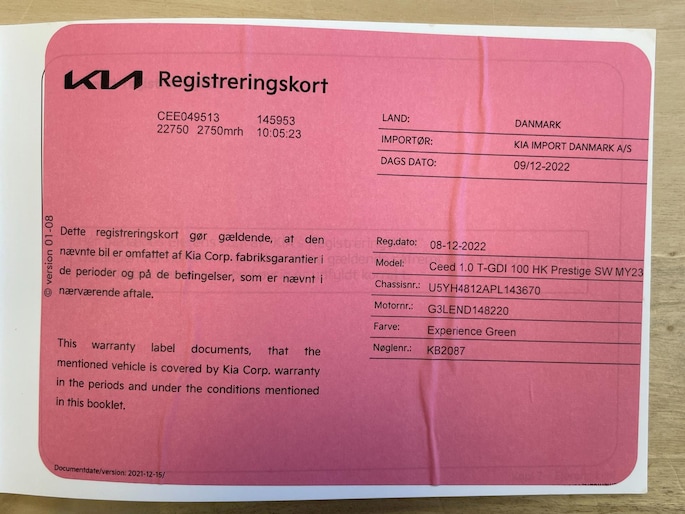 KIA Registreringskort
CEE049513 145953
22750 2750mrh 10:05:23
LAND: DANMARK
IMPORTØR: KIA IMPORT DANMARK A/S
DAGS DATO: 09/12-2022
© version 01-08
Dette registreringskort gør gældende, at den
nævnte bil er omfattet af Kia Corp. fabriksgarantier i
de perioder og på de betingelser, som er nævnt i
nærværende aftale.
This warranty label documents, that the
mentioned vehicle is covered by Kia Corp. warranty
in the periods and under the conditions mentioned
in this booklet.
Reg.dato: 08-12-2022
Model: Ceed 1.0 T-GDI 100 HK Prestige SW MY23
Chassisnr.: U5YH4812APL143670
Motornr.: G3LEND148220
Farve: Experience Green
Nøglenr.: KB2087
Documentdate/version: 2021-12-15/